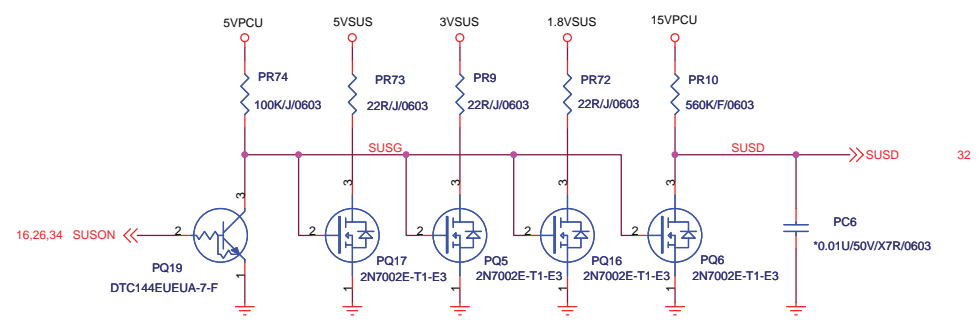 5VPCU 5VSUS 3VSUS 1.8VSUS 15VPCU
PR74 PR73 PR9 PR72 PR10
100K/J/0603 22R/J/0603 22R/J/0603 22R/J/0603 560K/F/0603
SUSG SUSD SUSD 32
3 3 3 3 3
16,26,34 SUSON 2 2 2 2 2
PC6
*0.01U/50V/X7R/0603
PQ19 PQ17 PQ5 PQ16 PQ6
DTC144EUEUA-7-F 2N7002E-T1-E3 2N7002E-T1-E3 2N7002E-T1-E3 2N7002E-T1-E3
1 1 1 1 1